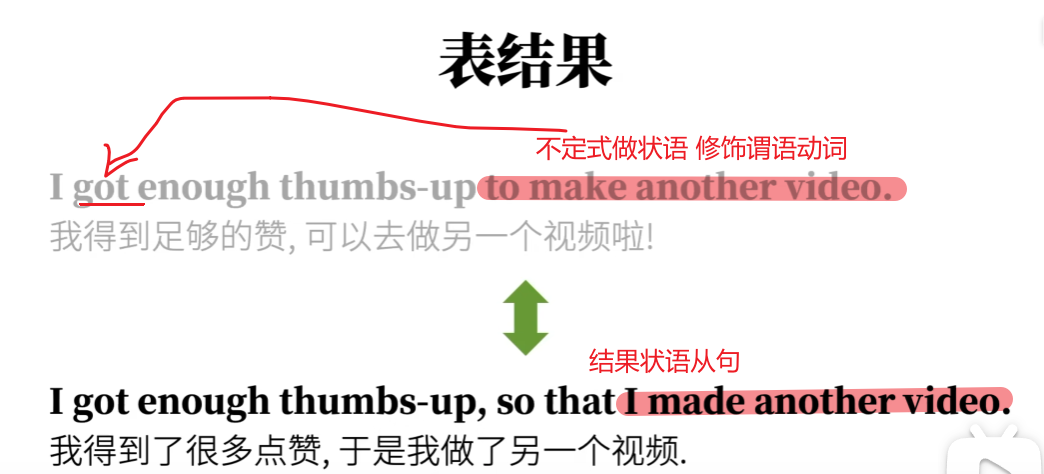 表结果
不定式做状语 修饰谓语动词
I got enough thumbs-up to make another video.
我得到足够的赞, 可以去做另一个视频啦!
结果状语从句
I got enough thumbs-up, so that I made another video.
我得到了很多点赞, 于是我做了另一个视频.